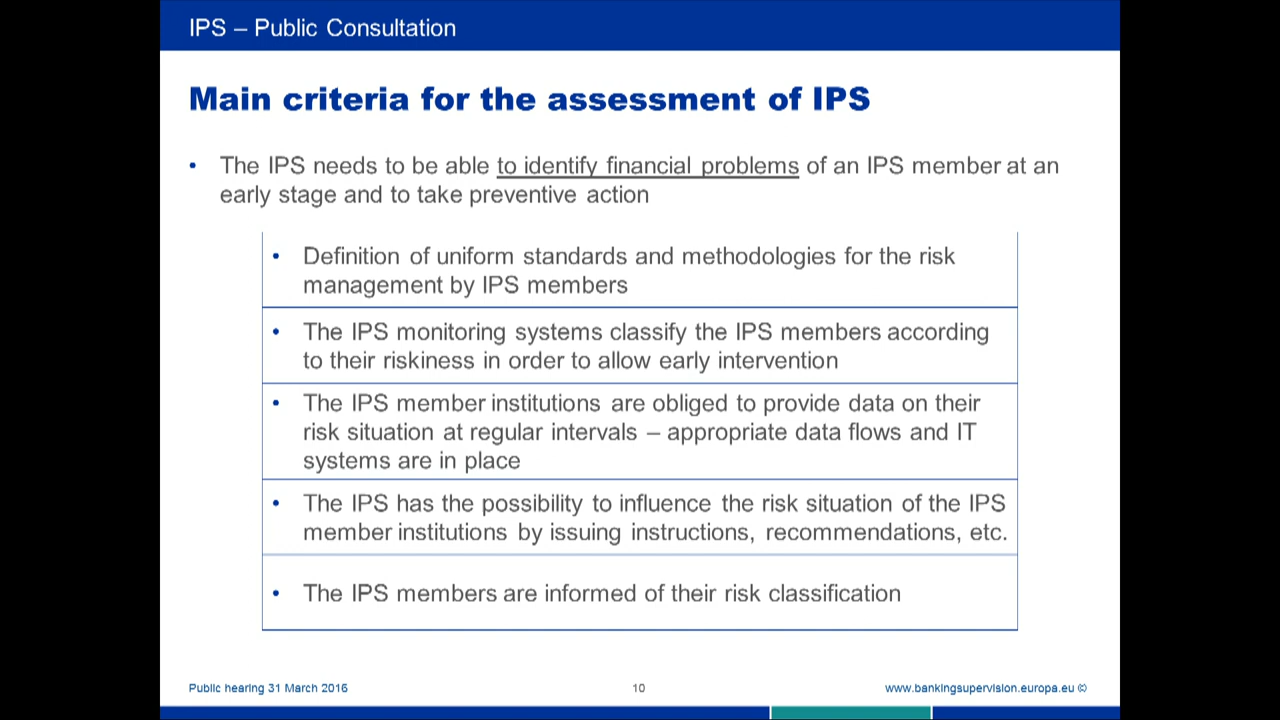 IPS – Public Consultation
Main criteria for the assessment of IPS
• The IPS needs to be able to identify financial problems of an IPS member at an
early stage and to take preventive action
• Definition of uniform standards and methodologies for the risk
management by IPS members
• The IPS monitoring systems classify the IPS members according
to their riskiness in order to allow early intervention
• The IPS member institutions are obliged to provide data on their
risk situation at regular intervals – appropriate data flows and IT
systems are in place
• The IPS has the possibility to influence the risk situation of the IPS
member institutions by issuing instructions, recommendations, etc.
• The IPS members are informed of their risk classification
Public hearing 31 March 2016
10
www.bankingsupervision.europa.eu ©